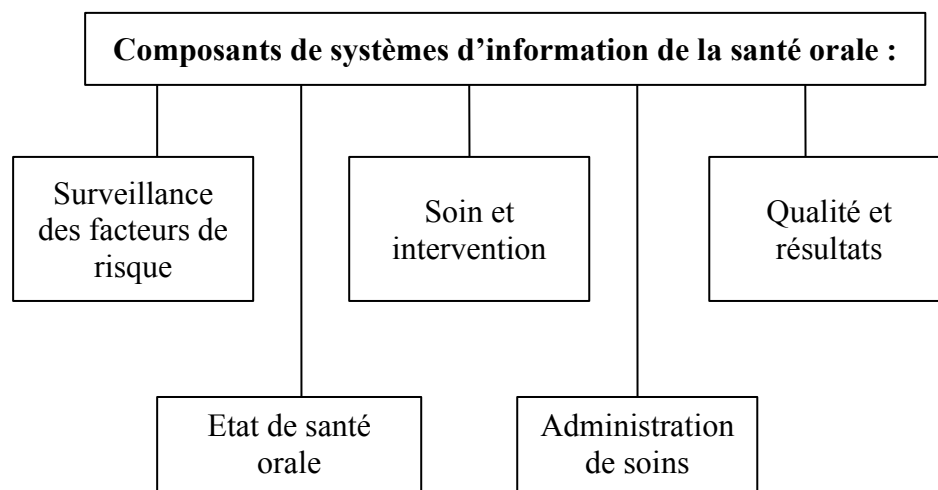 Composants de systèmes d’information de la santé orale :
Surveillance
des facteurs de
risque
Soin et
intervention
Qualité et
résultats
Etat de santé
orale
Administration
de soins